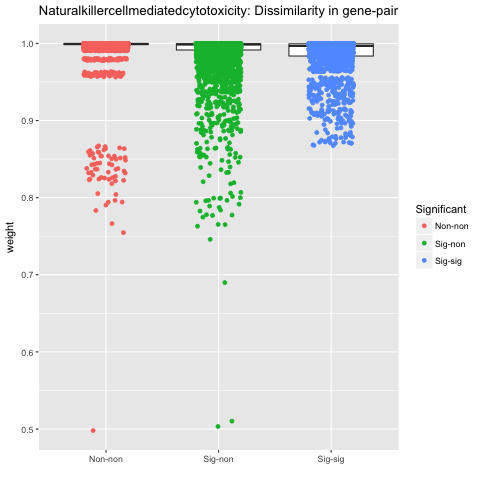 Naturalkillercellmediatedcytotoxicity: Dissimilarity in gene-pair
1.0
0.9
0.8
0.7
0.6
0.5
weight
Non-non
Sig-non
Sig-sig
Significant
Non-non
Sig-non
Sig-sig